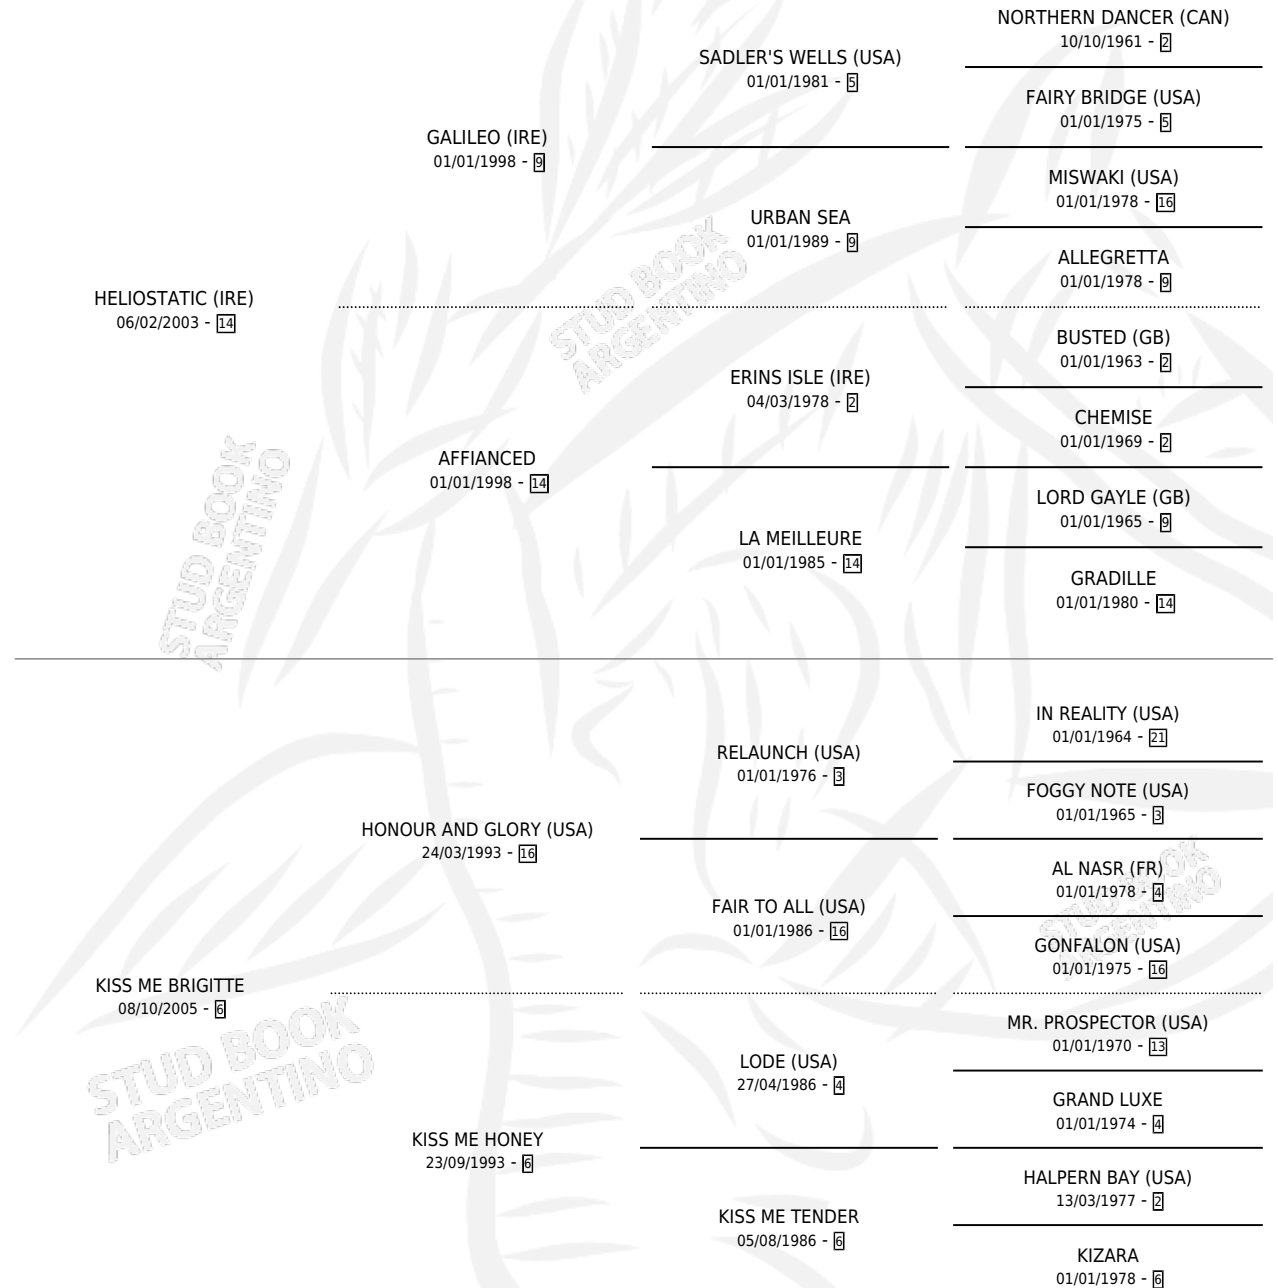 NORTHERN DANCER (CAN)
10/10/1961 - 2
SADLER'S WELLS (USA)
01/01/1981 - 5
FAIRY BRIDGE (USA)
01/01/1975 - 5
GALILEO (IRE)
01/01/1998 - 9
MISWAKI (USA)
01/01/1978 - 16
URBAN SEA
01/01/1989 - 9
ALLEGRETTA
01/01/1978 - 9
HELIOSTATIC (IRE)
06/02/2003 - 14
BUSTED (GB)
01/01/1963 - 2
ERINS ISLE (IRE)
04/03/1978 - 2
CHEMISE
01/01/1969 - 2
AFFIANCED
01/01/1998 - 14
LORD GAYLE (GB)
01/01/1965 - 9
LA MEILLEURE
01/01/1985 - 14
GRADILLE
01/01/1980 - 14
IN REALITY (USA)
01/01/1964 - 21
RELAUNCH (USA)
01/01/1976 - 3
FOGGY NOTE (USA)
01/01/1965 - 3
HONOUR AND GLORY (USA)
24/03/1993 - 16
AL NASR (FR)
01/01/1978 - 4
FAIR TO ALL (USA)
01/01/1986 - 16
GONFALON (USA)
01/01/1975 - 16
KISS ME BRIGITTE
08/10/2005 - 6
MR. PROSPECTOR (USA)
01/01/1970 - 13
LODE (USA)
27/04/1986 - 4
GRAND LUXE
01/01/1974 - 4
KISS ME HONEY
23/09/1993 - 6
HALPERN BAY (USA)
13/03/1977 - 2
KISS ME TENDER
05/08/1986 - 6
KIZARA
01/01/1978 - 6
STUD BOOK
ARGENTINO
STUD BOOK
ARGENTINO
STUD BOOK
ARGENTINO
STUD BOOK
ARGENTINO